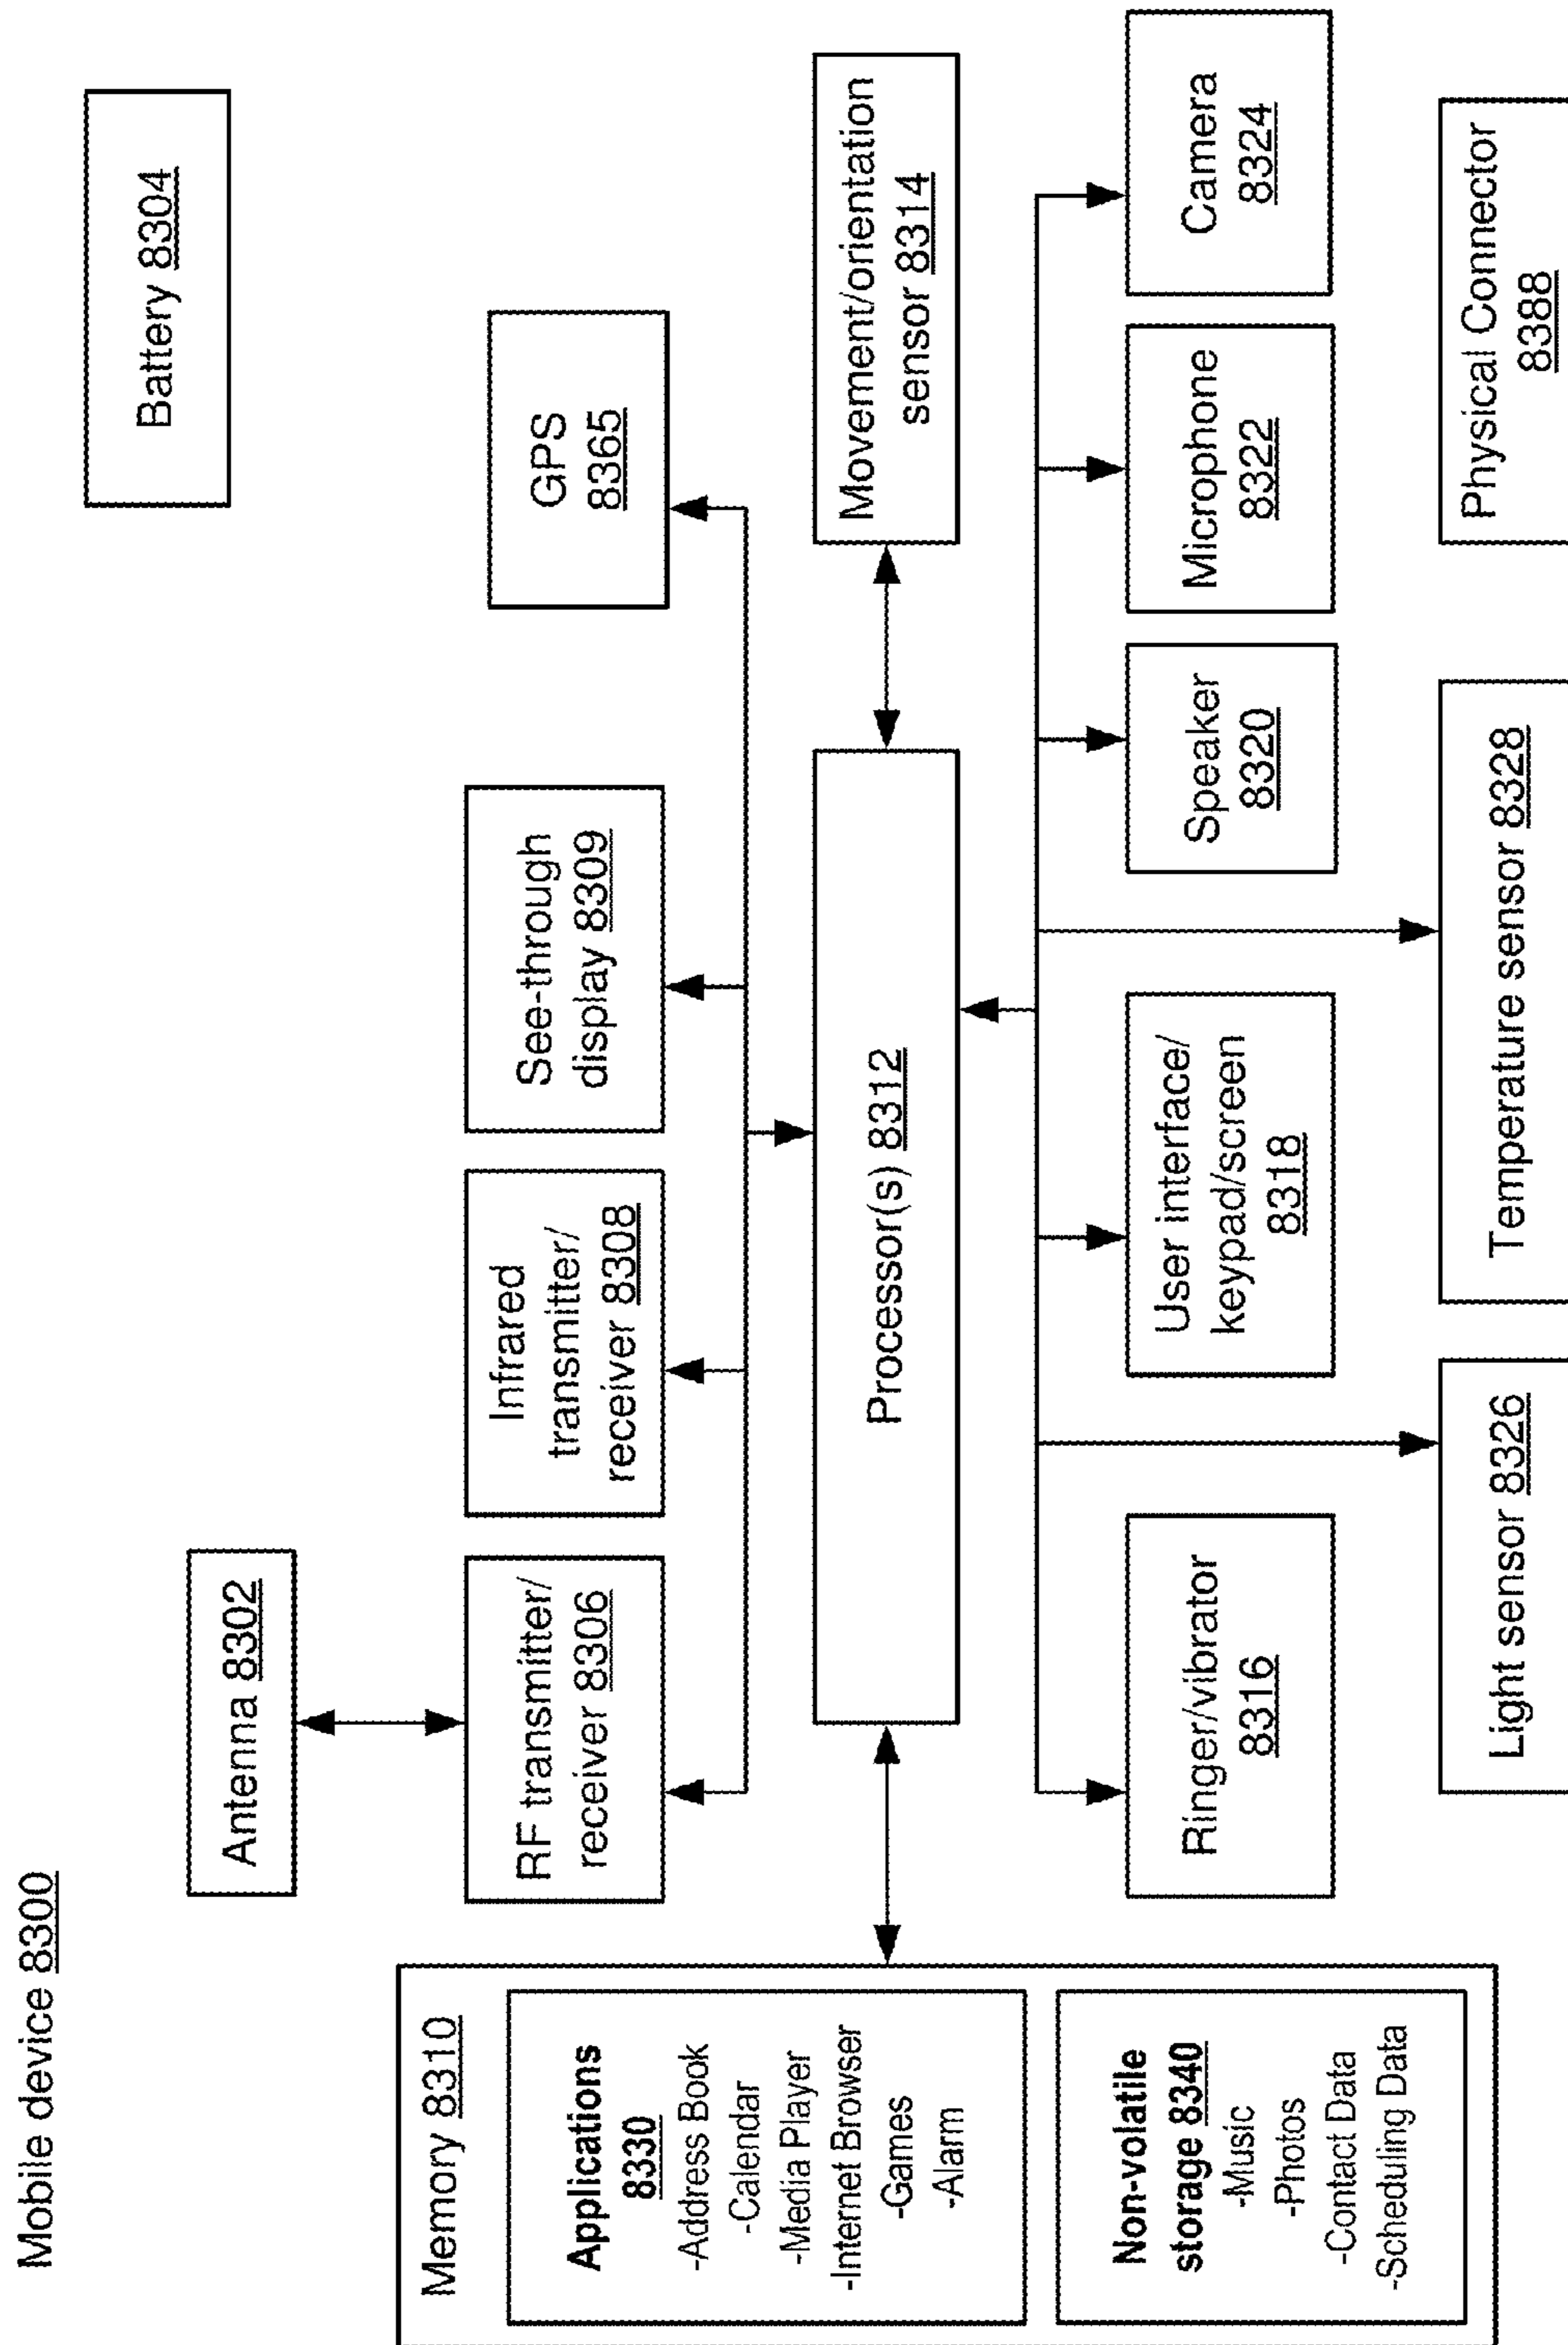 Mobile device 8300
Battery 8304
Antenna 8302
RF transmitter/
receiver 8306
Infrared
transmitter/
receiver 8308
See-through
display 8309
GPS
8365
Memory 8310
Applications
8330
-Address Book
-Calendar
-Media Player
-Internet Browser
-Games
-Alarm
Non-volatile
storage 8340
-Music
-Photos
-Contact Data
-Scheduling Data
Processor(s) 8312
Movement/orientation
sensor 8314
Ringer/vibrator
8316
User interface/
keypad/screen
8318
Speaker
8320
Microphone
8322
Camera
8324
Light sensor 8326
Temperature sensor 8328
Physical Connector
8388